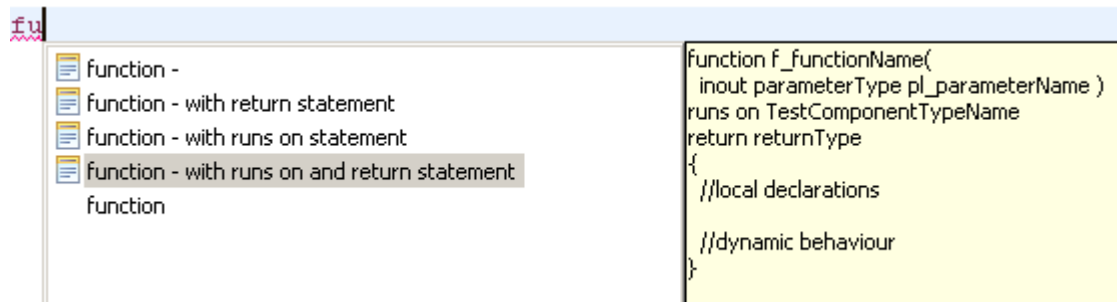 fu
function -
function - with return statement
function - with runs on statement
function - with runs on and return statement
function
function f_functionName(
inout parameterType pl_parameterName )
runs on TestComponentTypeName
return returnType
{
//local declarations
//dynamic behaviour
}